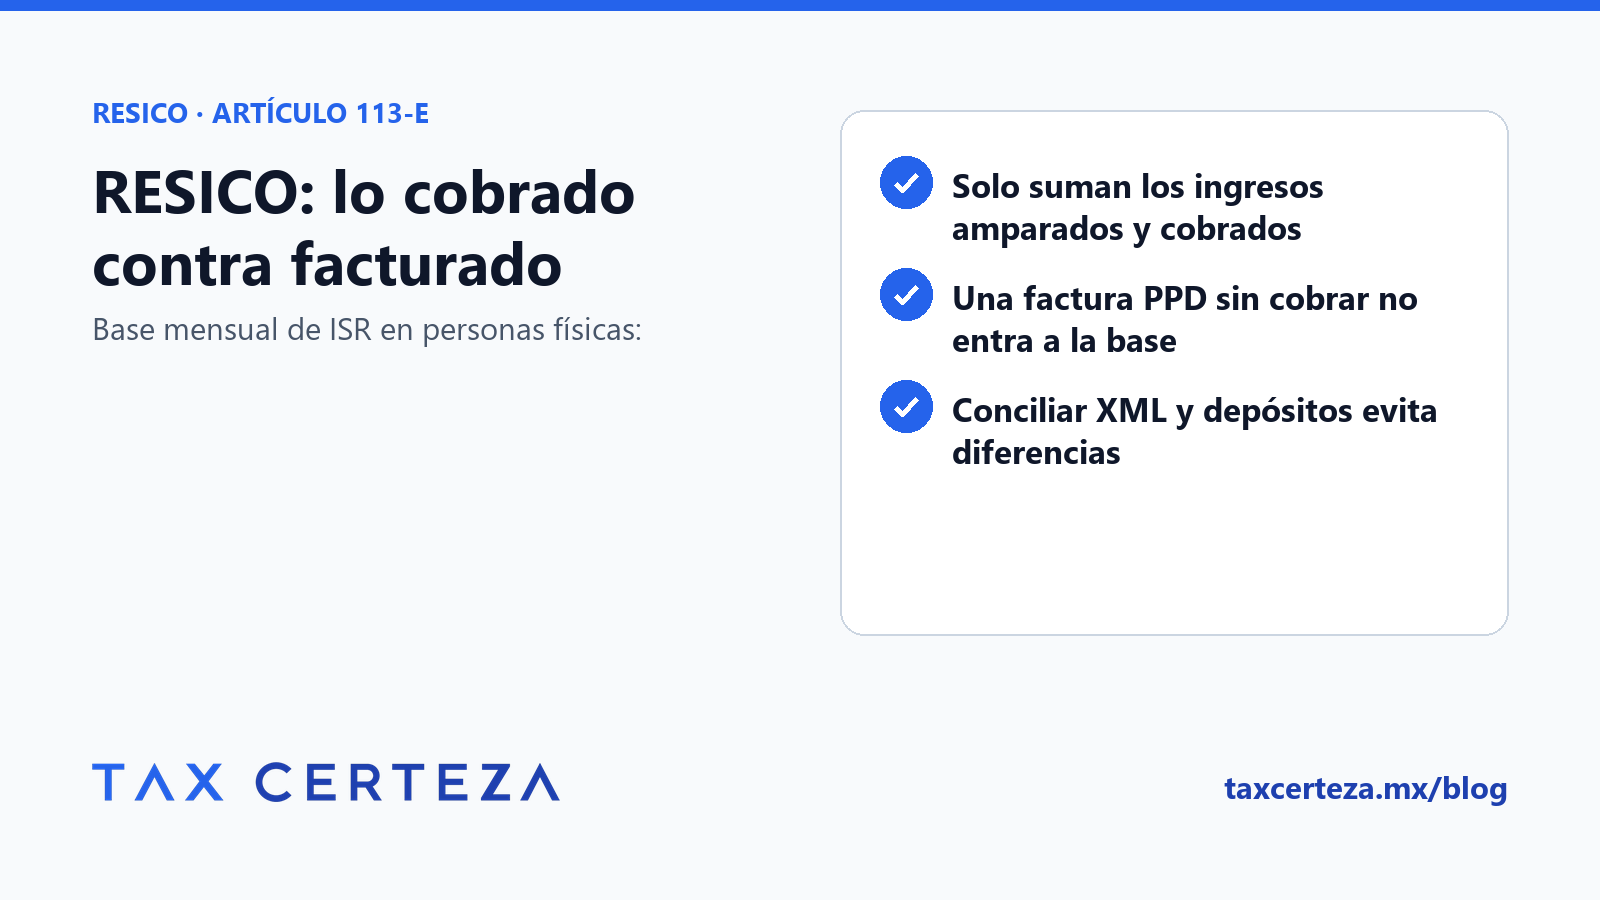 RESICO · ARTÍCULO 113-E
RESICO: lo cobrado
contra facturado
Base mensual de ISR en personas físicas:
Solo suman los ingresos
amparados y cobrados
Una factura PPD sin cobrar no
entra a la base
Conciliar XML y depósitos evita
diferencias
TAX CERTEZA
taxcerteza.mx/blog